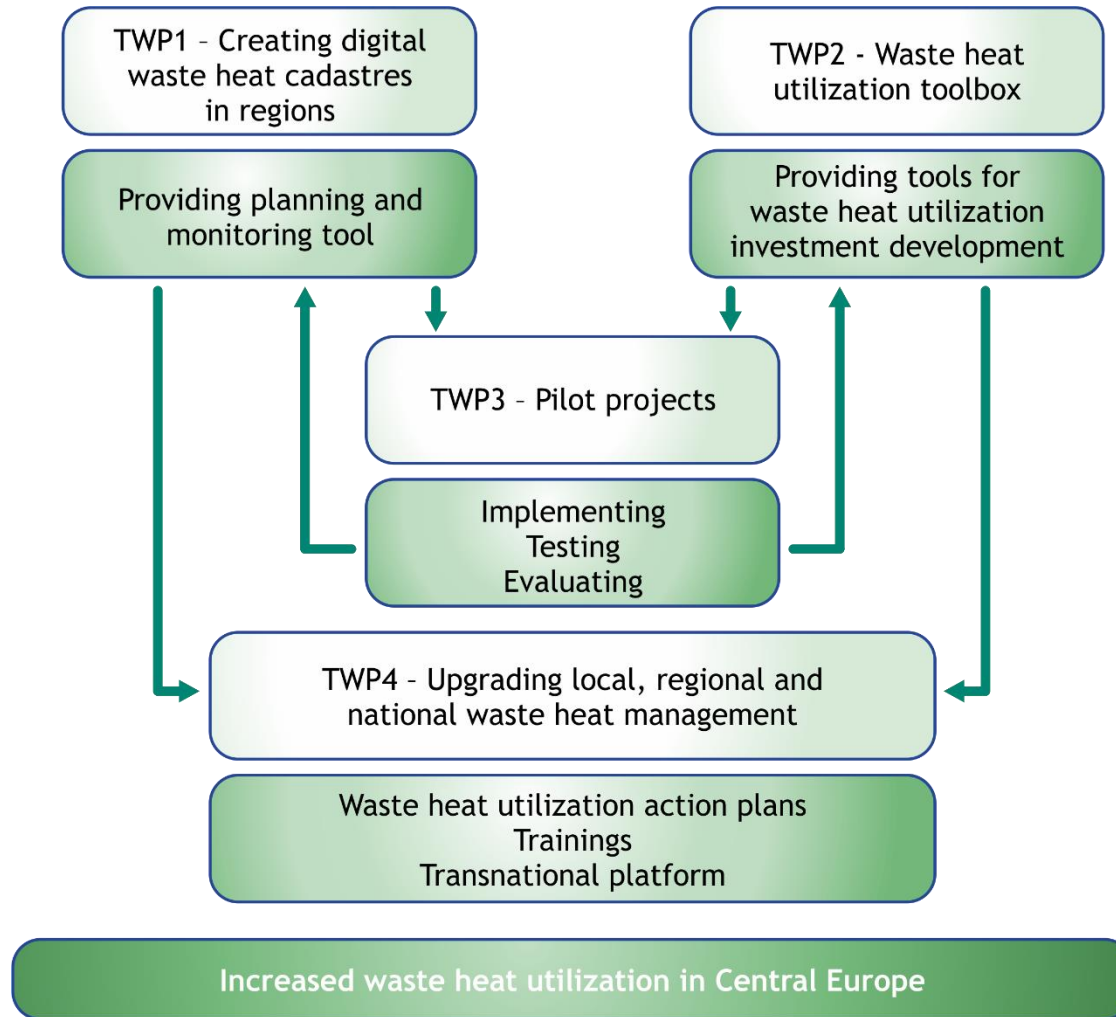 TWP1 – Creating digital
waste heat cadastres
in regions
TWP2 - Waste heat
utilization toolbox
Providing planning and
monitoring tool
Providing tools for
waste heat utilization
investment development
TWP3 – Pilot projects
Implementing
Testing
Evaluating
TWP4 – Upgrading local, regional and
national waste heat management
Waste heat utilization action plans
Trainings
Transnational platform
Increased waste heat utilization in Central Europe